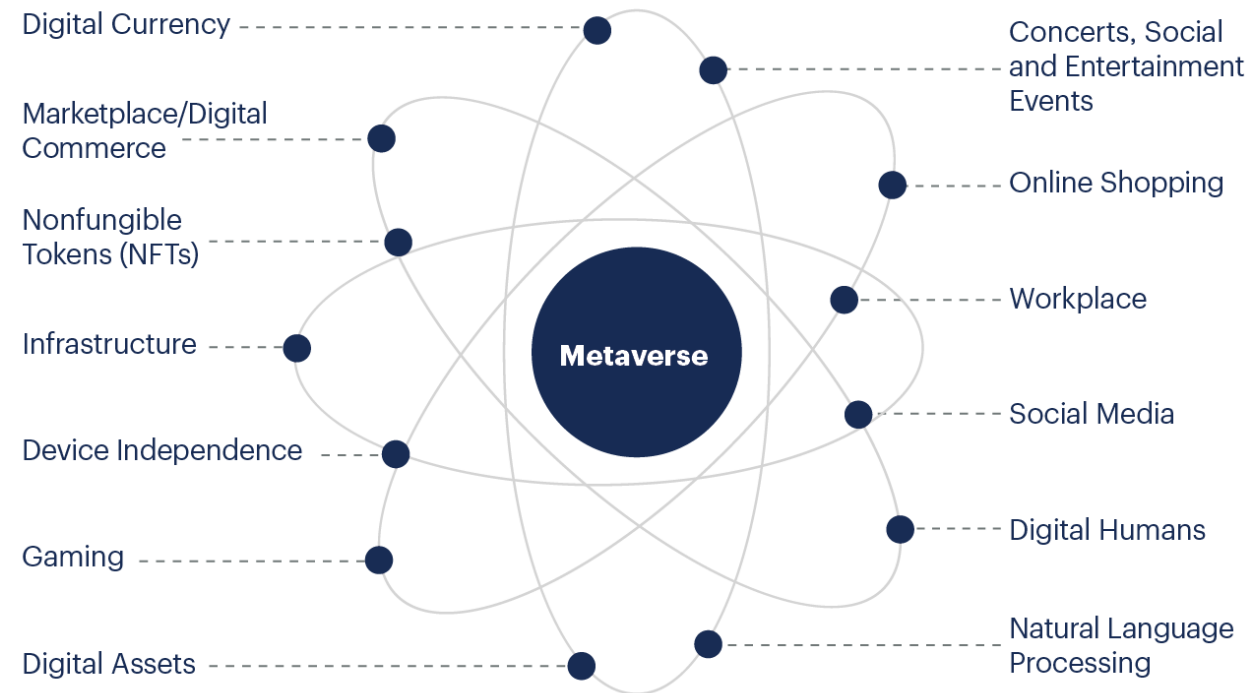 Digital Currency
Marketplace/Digital
Commerce
Nonfungible
Tokens (NFTs)
Infrastructure
Device Independence
Gaming
Digital Assets
Metaverse
Concerts, Social
and Entertainment
Events
Online Shopping
Workplace
Social Media
Digital Humans
Natural Language
Processing